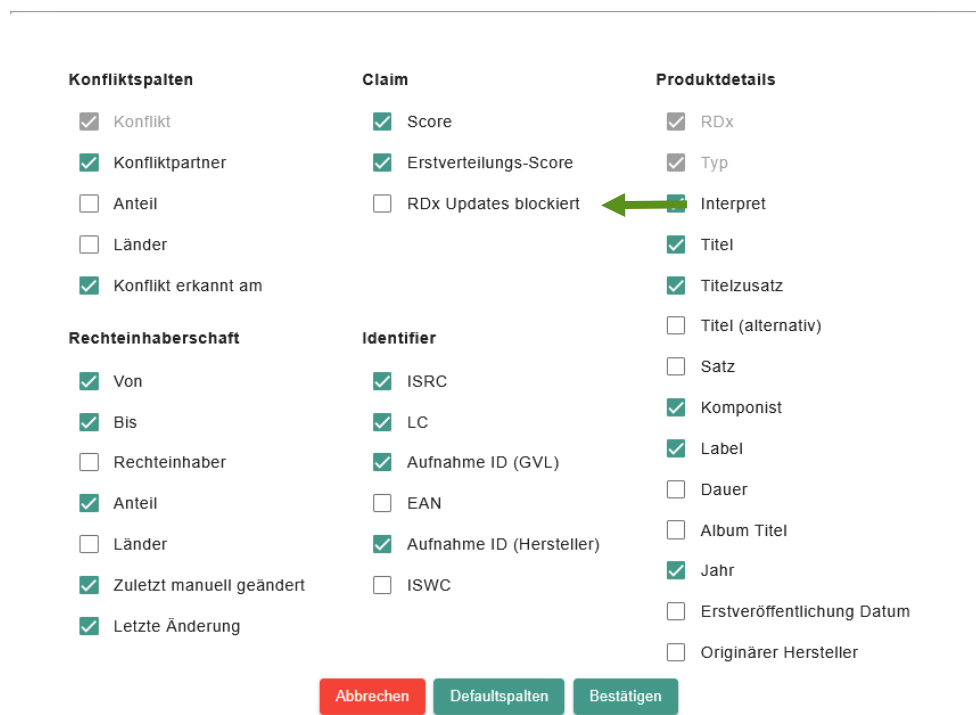 Konfliktspalten
Konflikt
Konfliktpartner
Anteil
Länder
Konflikt erkannt am
Rechteinhaberschaft
Von
Bis
Rechteinhaber
Anteil
Länder
Zuletzt manuell geändert
Letzte Änderung
Claim
Score
Erstverteilungs-Score
RDx Updates blockiert
Identifier
ISRC
LC
Aufnahme ID (GVL)
EAN
Aufnahme ID (Hersteller)
ISWC
Produktdetails
RDx
Typ
Interpret
Titel
Titelzusatz
Titel (alternativ)
Satz
Komponist
Label
Dauer
Album Titel
Jahr
Erstveröffentlichung Datum
Originärer Hersteller
Abbrechen
Defaultspalten
Bestätigen